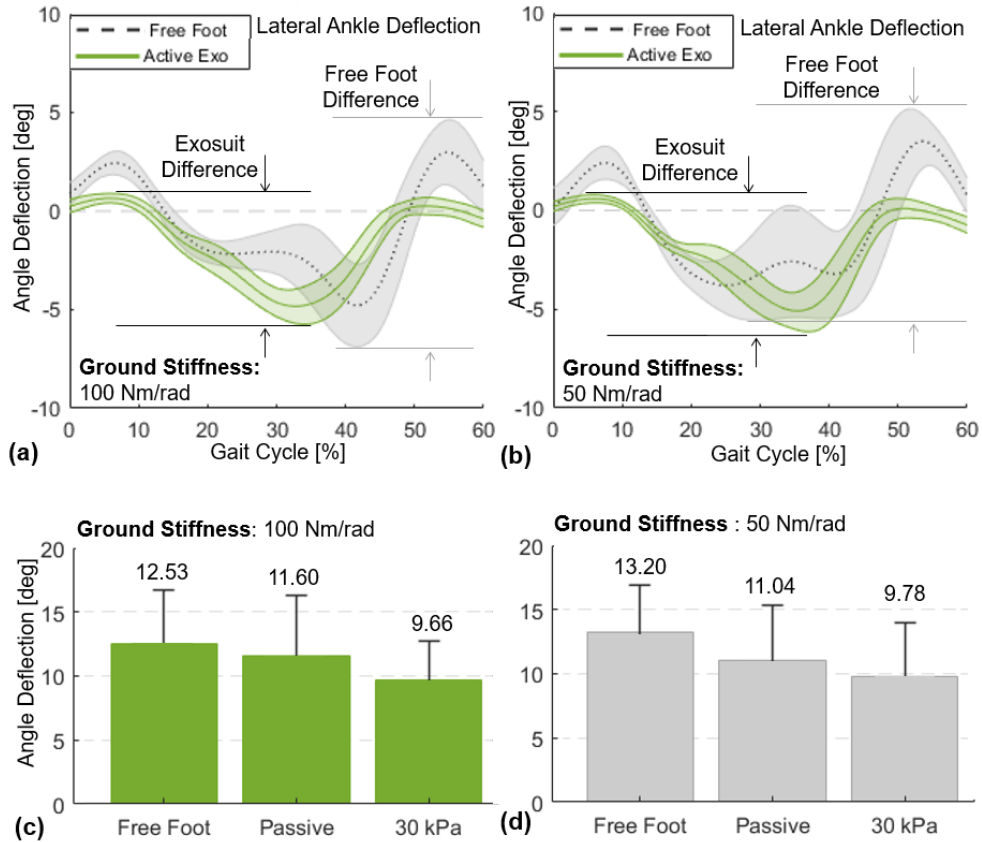 Lateral Ankle Deflection
Free Foot
Active Exo
Free Foot
Difference
Exosuit
Difference
Angle Deflection [deg]
10
5
0
-5
-10
Ground Stiffness:
100 Nm/rad
0 10 20 30 40 50 60
Gait Cycle [%]
(a)
Lateral Ankle Deflection
Free Foot
Active Exo
Free Foot
Difference
Exosuit
Difference
Angle Deflection [deg]
10
5
0
-5
-10
Ground Stiffness:
50 Nm/rad
0 10 20 30 40 50 60
Gait Cycle [%]
(b)
Ground Stiffness: 100 Nm/rad
Angle Deflection [deg]
20
15
10
5
0
12.53
11.60
9.66
Free Foot Passive 30 kPa
(c)
Ground Stiffness : 50 Nm/rad
20
15
10
5
0
13.20
11.04
9.78
Free Foot Passive 30 kPa
(d)